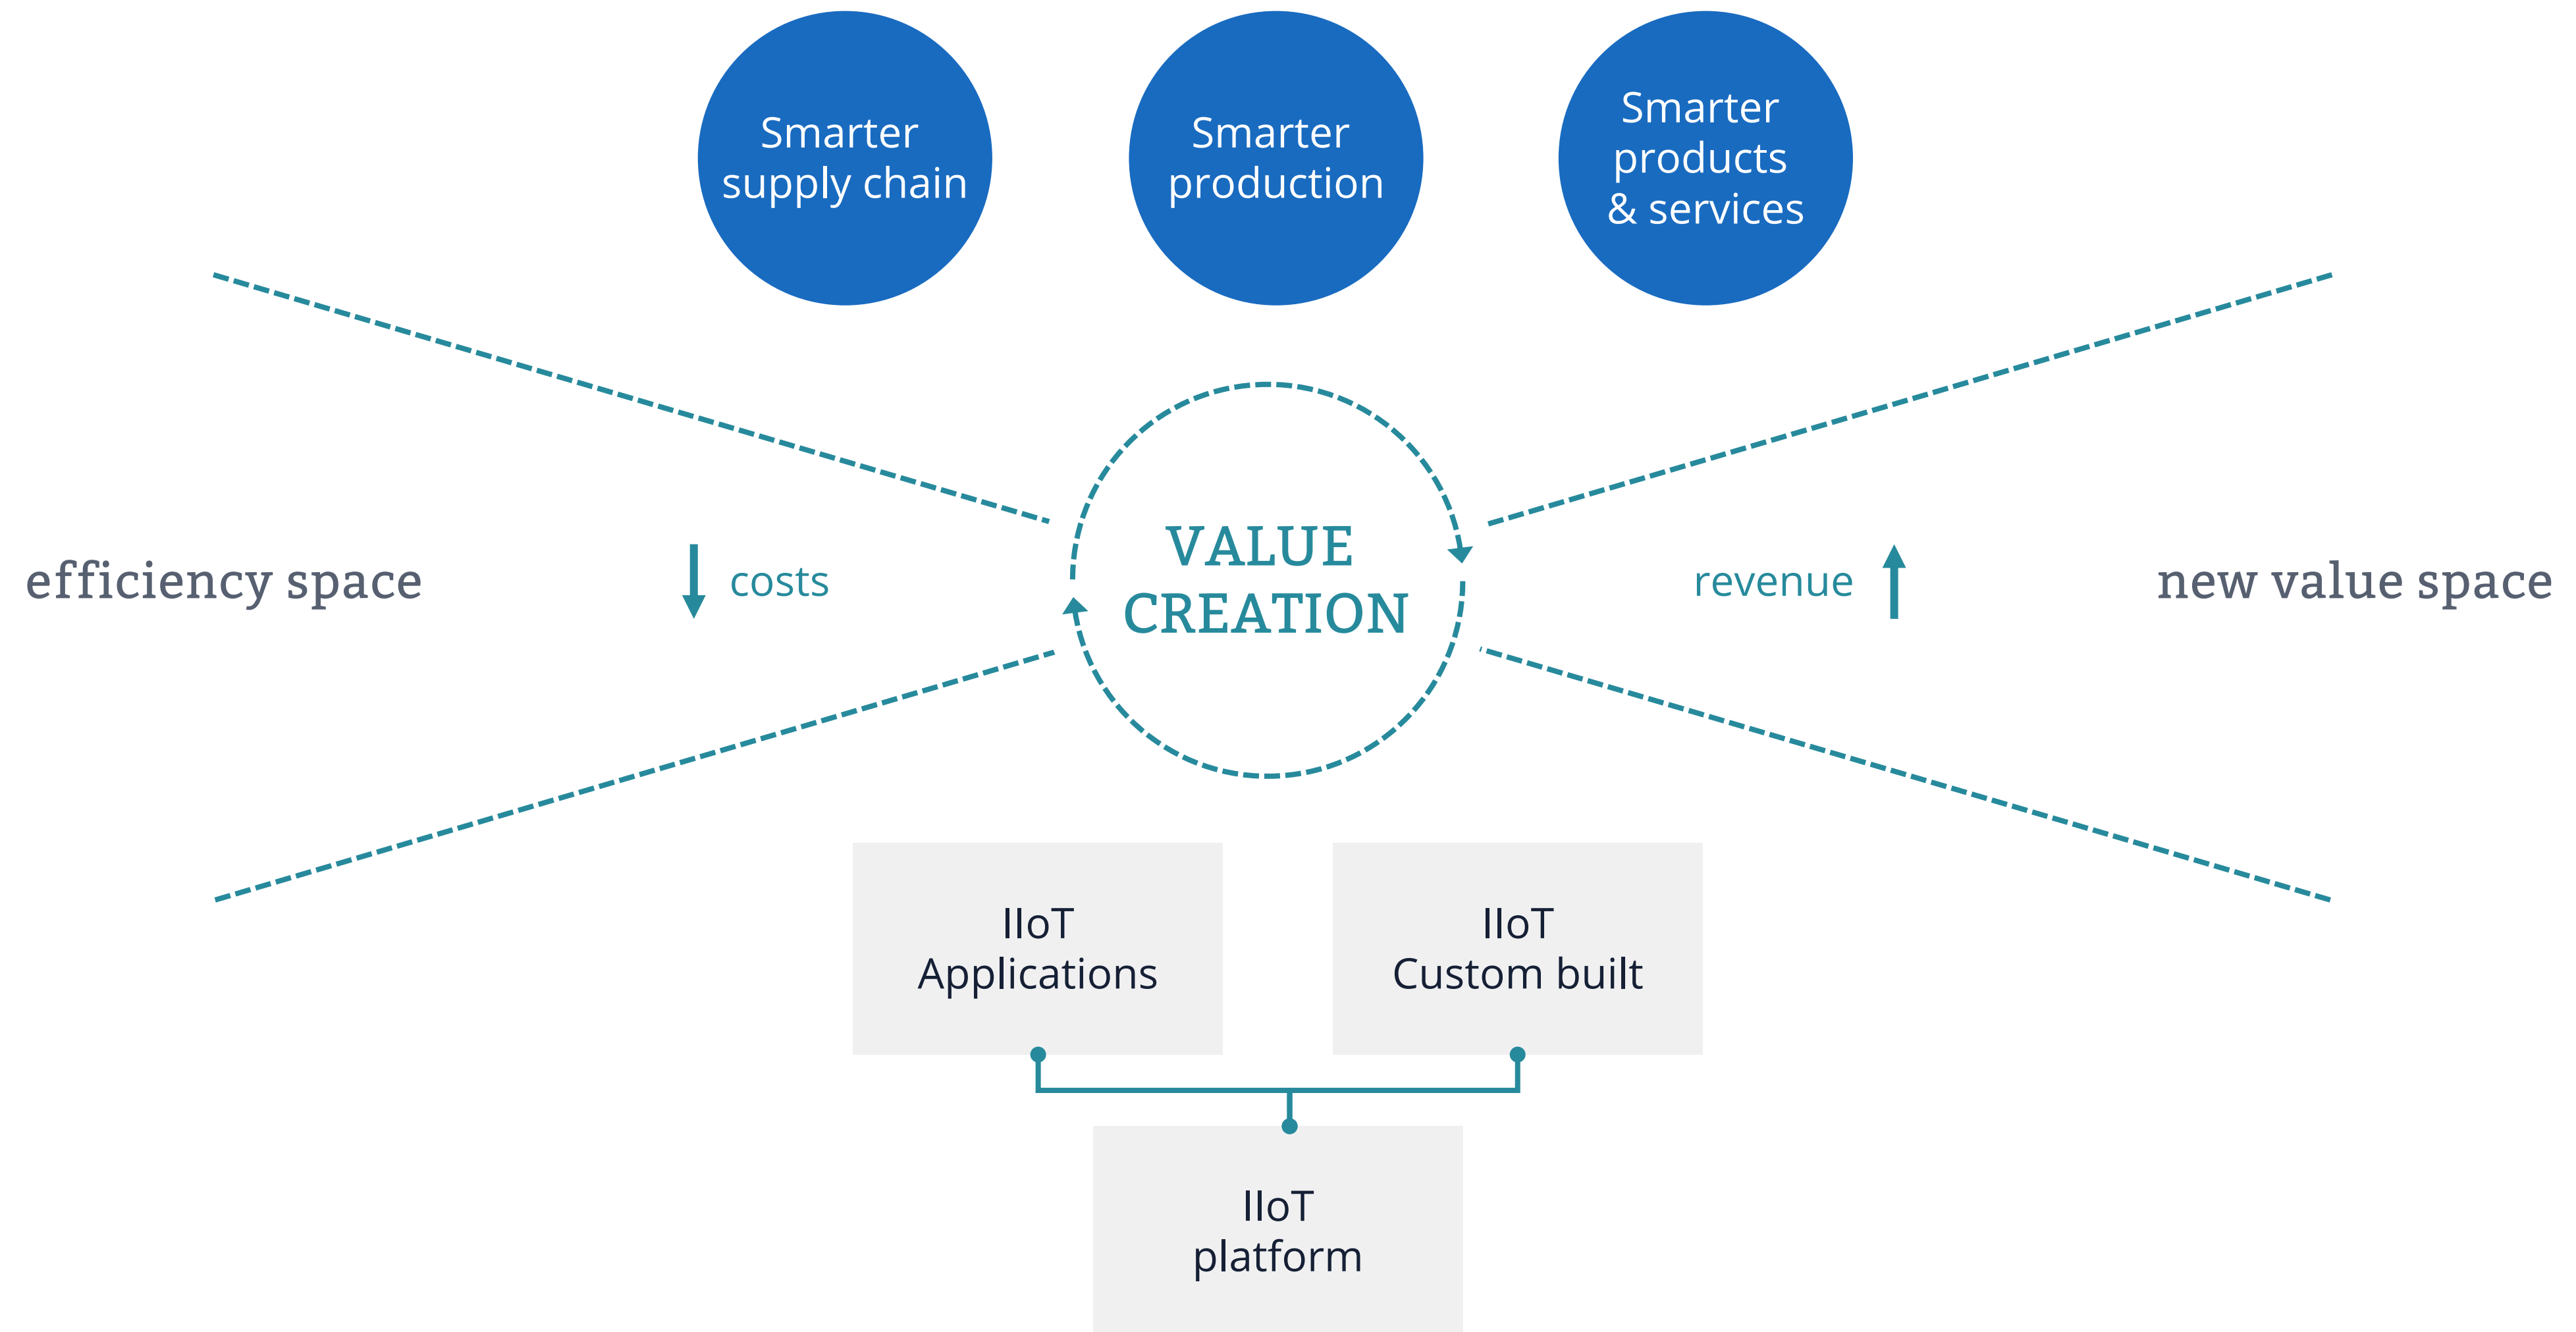 Smarter
supply chain
Smarter
production
Smarter
products
& services
efficiency space
costs
VALUE
CREATION
revenue
new value space
IIoT
Applications
IIoT
Custom built
IIoT
platform